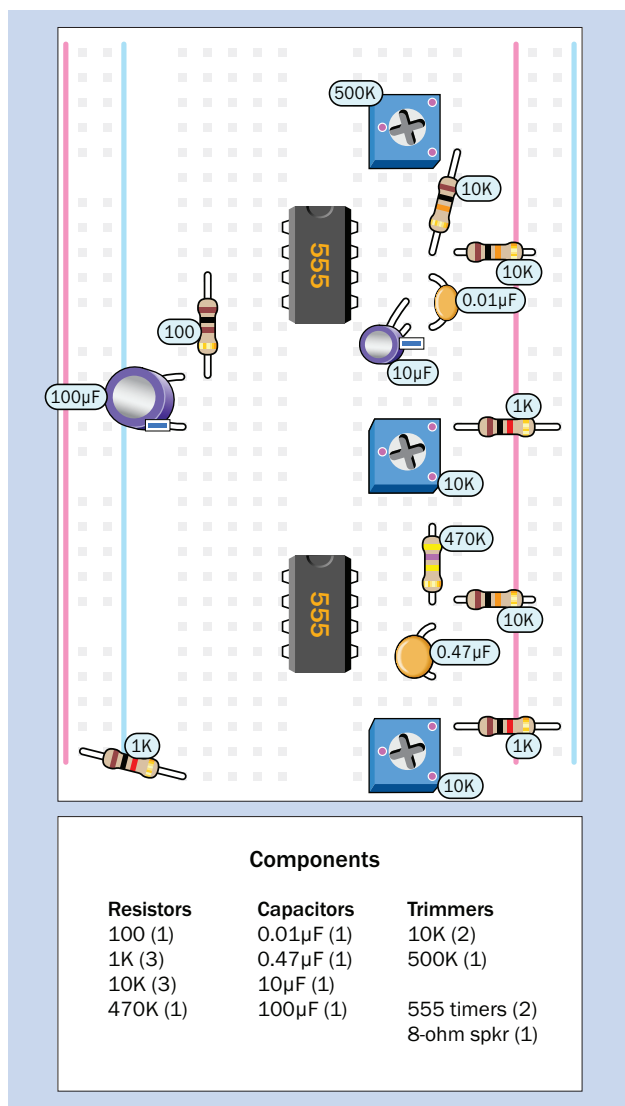 500K
10K
10K
555
0.01µF
100
10µF
100µF
1K
10K
470K
555
10K
0.47µF
1K
1K
10K
Components
Resistors
100 (1)
1K (3)
10K (3)
470K (1)
Capacitors
0.01µF (1)
0.47µF (1)
10µF (1)
100µF (1)
Trimmers
10K (2)
500K (1)
555 timers (2)
8-ohm spkr (1)